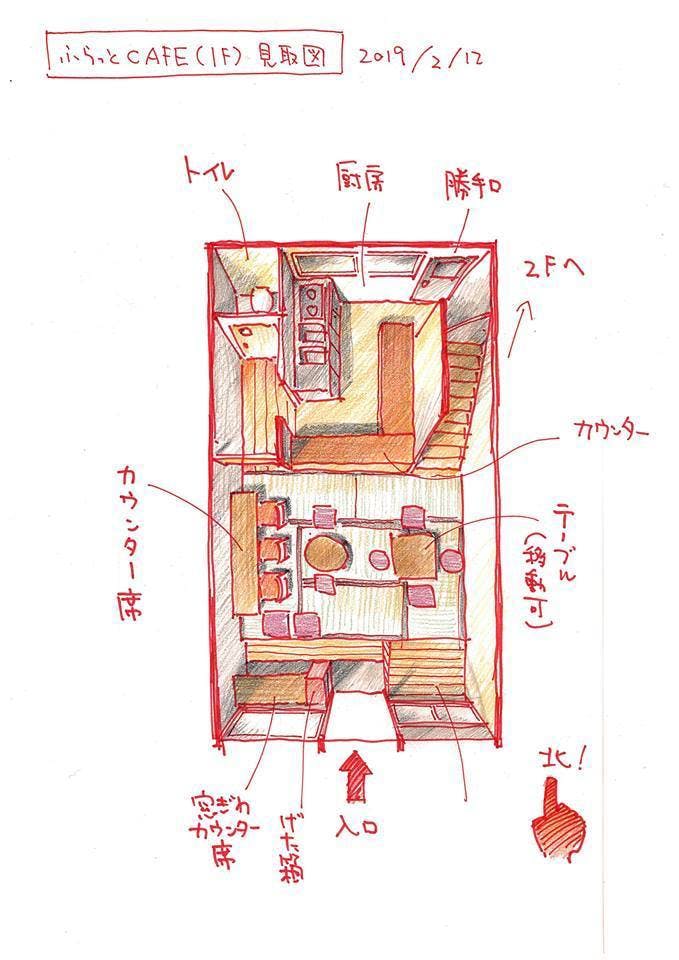 ふらっとCAFE(1F) 見取図 2019/2/12
トイレ
厨房
勝手口
2Fへ
カウンター
カウンター席
テーブル
(移動可)
北!
窓ぎわ
カウンター
席
げた箱
入口